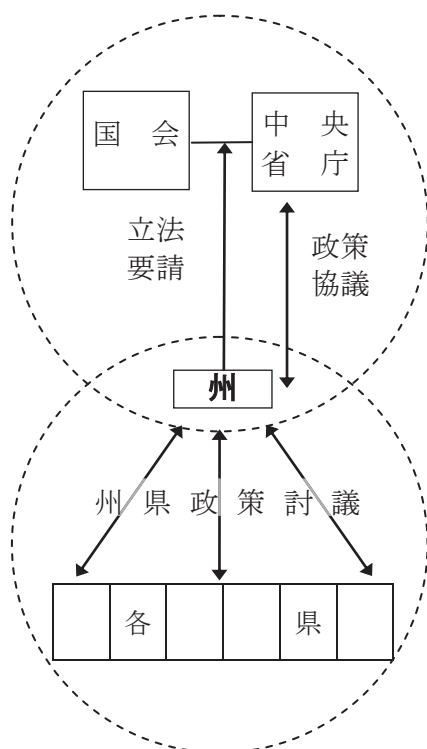 国会
中央
省庁
立法
要請
政策
協議
州
州県政策討議
各県